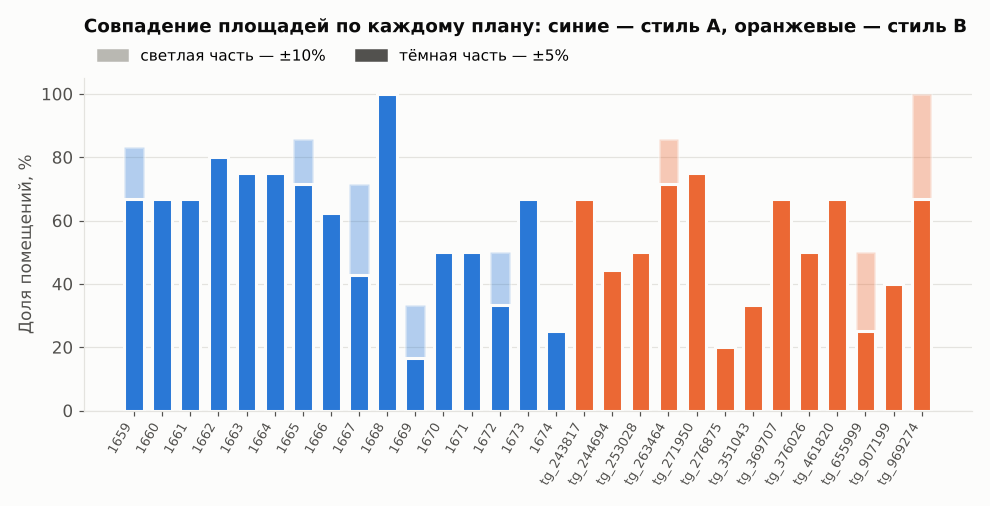 Совпадение площадей по каждому плану: синие — стиль A, оранжевые — стиль B
светлая часть — ±10% тёмная часть — ±5%
Доля помещений, %
100
80
60
40
20
0
1659 1660 1661 1662 1663 1664 1665 1666 1667 1668 1669 1670 1671 1672 1673 1674 tg_243817 tg_244694 tg_253028 tg_263464 tg_271950 tg_276875 tg_351043 tg_369707 tg_376026 tg_461820 tg_655999 tg_907199 tg_969274